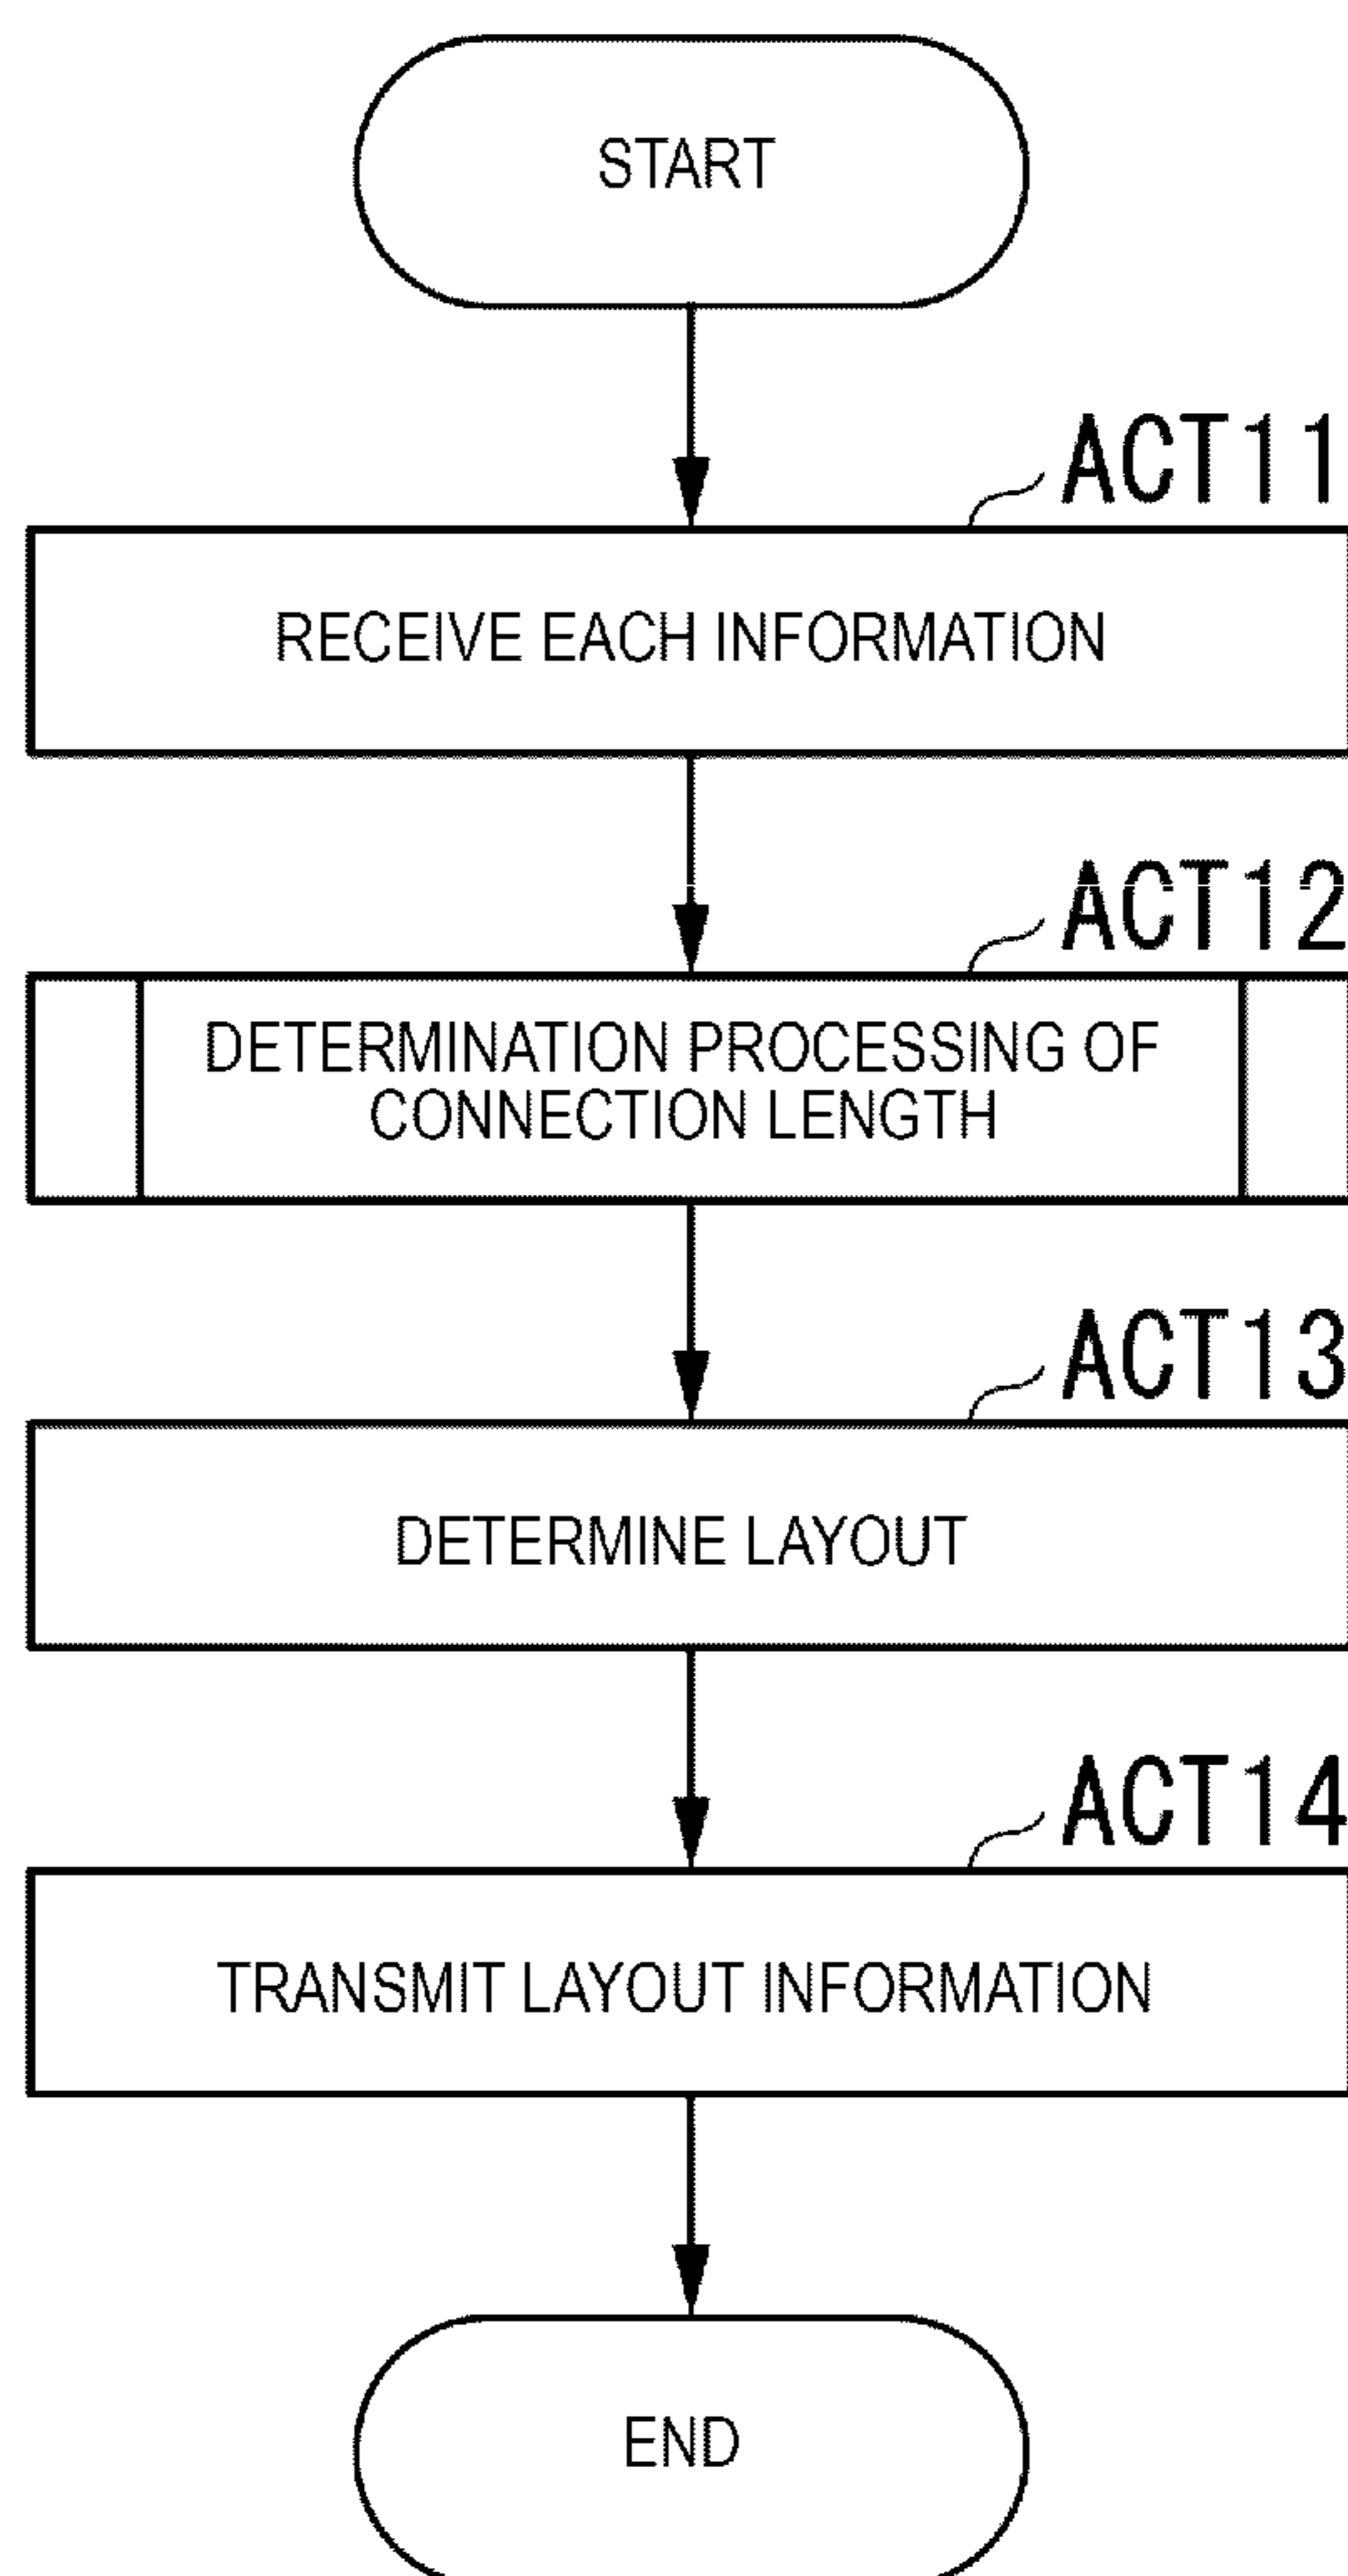 START
ACT11
RECEIVE EACH INFORMATION
ACT12
DETERMINATION PROCESSING OF
CONNECTION LENGTH
ACT13
DETERMINE LAYOUT
ACT14
TRANSMIT LAYOUT INFORMATION
END